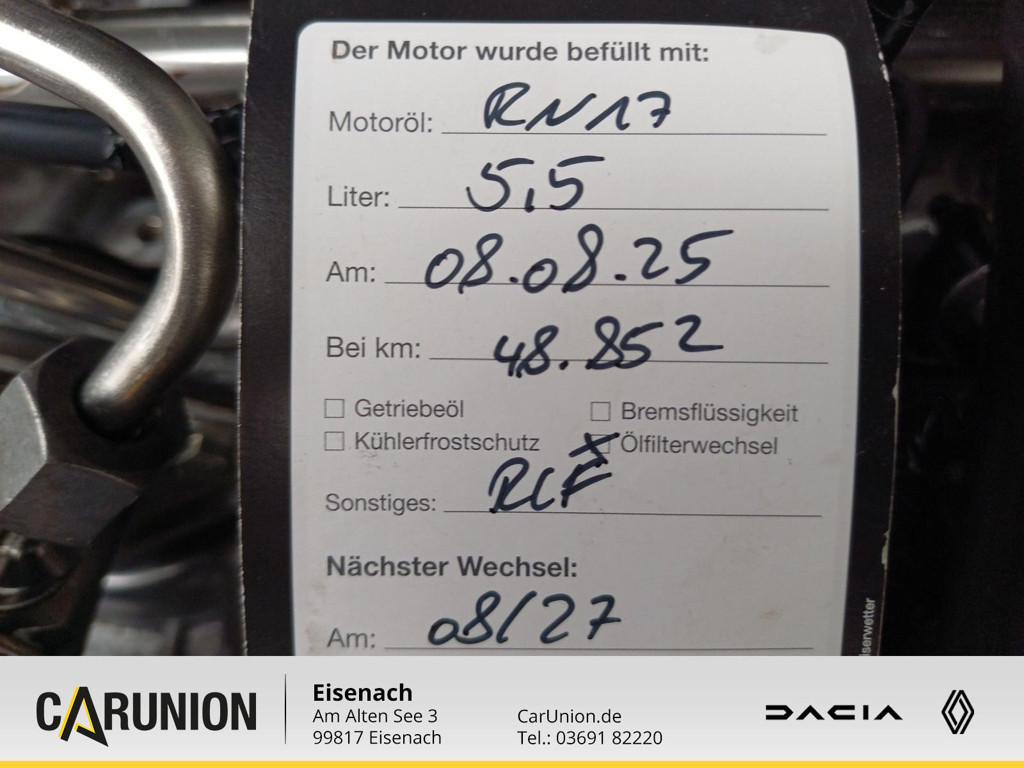 Der Motor wurde befüllt mit:
Motoröl: RN17
Liter: 5,5
Am: 08.08.25
Bei km: 48.852
Getriebeöl Bremsflüssigkeit
Kühlerfrostschutz Ölfilterwechsel
Sonstiges:
Nächster Wechsel:
Am: 08/27
CARUNION
Eisenach
Am Alten See 3
99817 Eisenach
CarUnion.de
Tel.: 03691 82220
DACIA